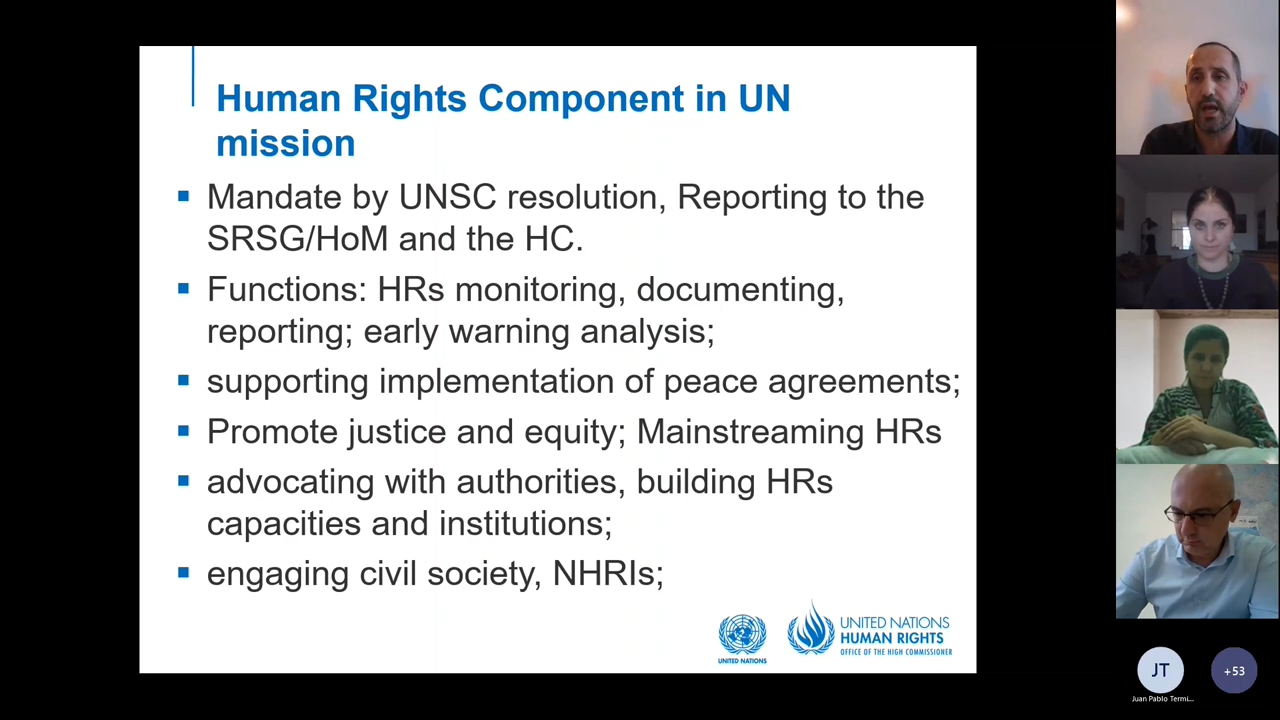 Human Rights Component in UN
mission
Mandate by UNSC resolution, Reporting to the
SRSG/HoM and the HC.
Functions: HRs monitoring, documenting,
reporting; early warning analysis;
supporting implementation of peace agreements;
Promote justice and equity; Mainstreaming HRs
advocating with authorities, building HRs
capacities and institutions;
engaging civil society, NHRIs;
UNITED NATIONS
UNITED NATIONS
HUMAN RIGHTS
OFFICE OF THE HIGH COMMISSIONER
JT
+53
Juan Pablo Termi...